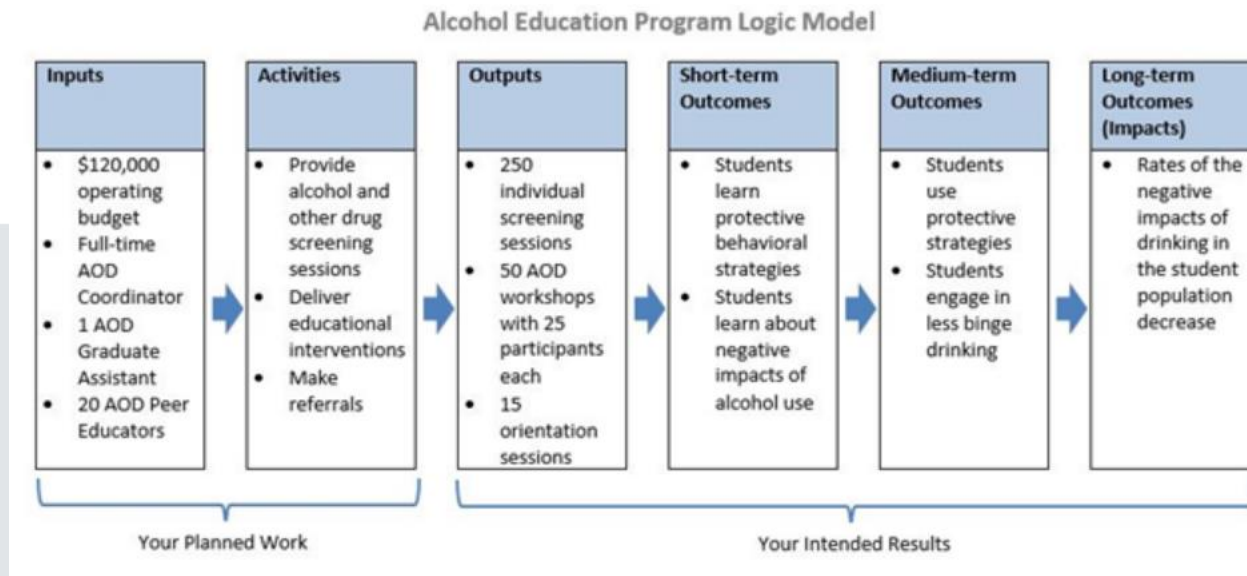 Alcohol Education Program Logic Model
Inputs
• $120,000
operating
budget
• Full-time
AOD
Coordinator
• 1 AOD
Graduate
Assistant
• 20 AOD Peer
Educators
Activities
• Provide
alcohol and
other drug
screening
sessions
• Deliver
educational
interventions
• Make
referrals
Outputs
• 250
individual
screening
sessions
• 50 AOD
workshops
with 25
participants
each
• 15
orientation
sessions
Short-term
Outcomes
• Students
learn
protective
behavioral
strategies
• Students
learn about
negative
impacts of
alcohol use
Medium-term
Outcomes
• Students
use
protective
strategies
• Students
engage in
less binge
drinking
Long-term
Outcomes
(Impacts)
• Rates of the
negative
impacts of
drinking in
the student
population
decrease
Your Planned Work
Your Intended Results